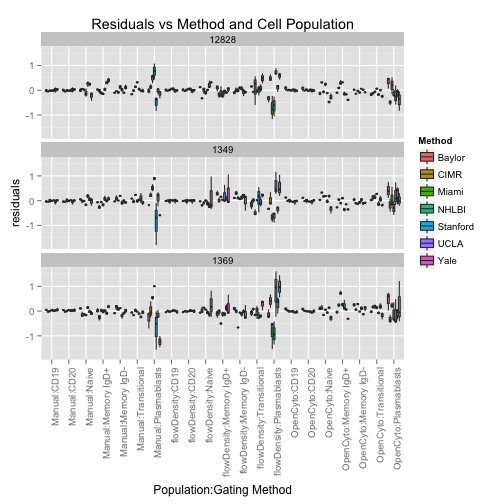 Residuals vs Method and Cell Population
12828
1
0
-1
1349
1
0
-1
1369
1
0
-1
residuals
Manual:CD19
Manual:CD20
Manual:Naive
Manual:Memory IgD+
Manual:Memory IgD-
Manual:Transitional
Manual:Plasmablasts
flowDensity:CD19
flowDensity:CD20
flowDensity:Naive
flowDensity:Memory IgD+
flowDensity:Memory IgD-
flowDensity:Transitional
flowDensity:Plasmablasts
OpenCyto:CD19
OpenCyto:CD20
OpenCyto:Naive
OpenCyto:Memory IgD+
OpenCyto:Memory IgD-
OpenCyto:Transitional
OpenCyto:Plasmablasts
Population:Gating Method
Method
Baylor
CIMR
Miami
NHLBI
Stanford
UCLA
Yale